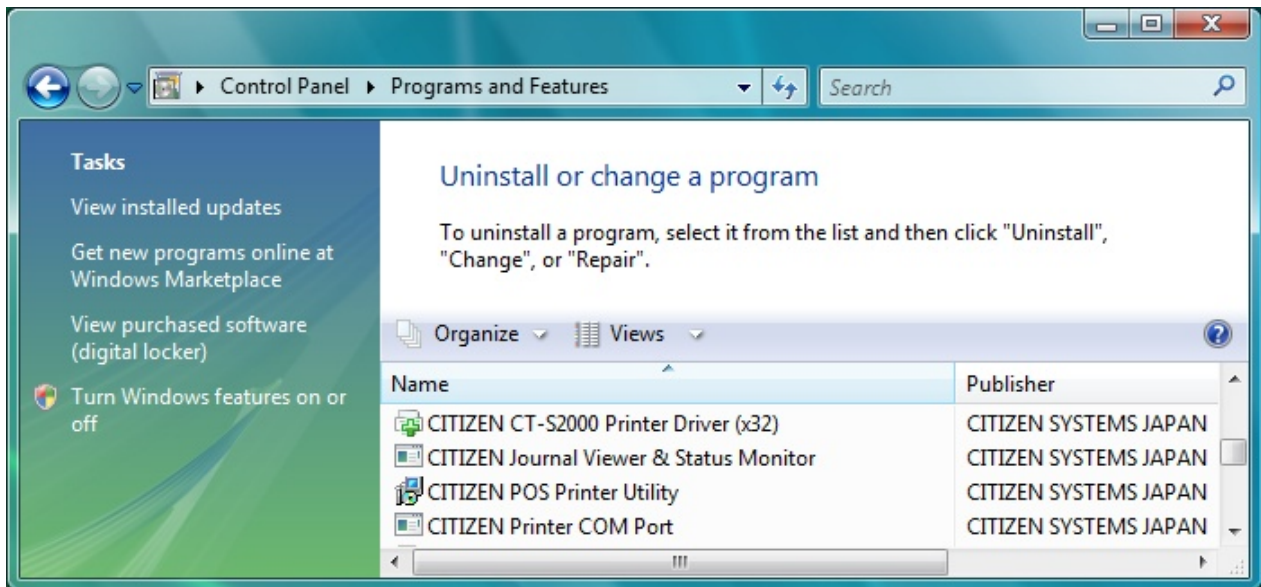 Control Panel Programs and Features Search
Tasks
View installed updates
Get new programs online at
Windows Marketplace
View purchased software
(digital locker)
Turn Windows features on or
off
Uninstall or change a program
To uninstall a program, select it from the list and then click "Uninstall",
"Change", or "Repair".
Organize Views
Name Publisher
CITIZEN CT-S2000 Printer Driver (x32) CITIZEN SYSTEMS JAPAN
CITIZEN Journal Viewer & Status Monitor CITIZEN SYSTEMS JAPAN
CITIZEN POS Printer Utility CITIZEN SYSTEMS JAPAN
CITIZEN Printer COM Port CITIZEN SYSTEMS JAPAN